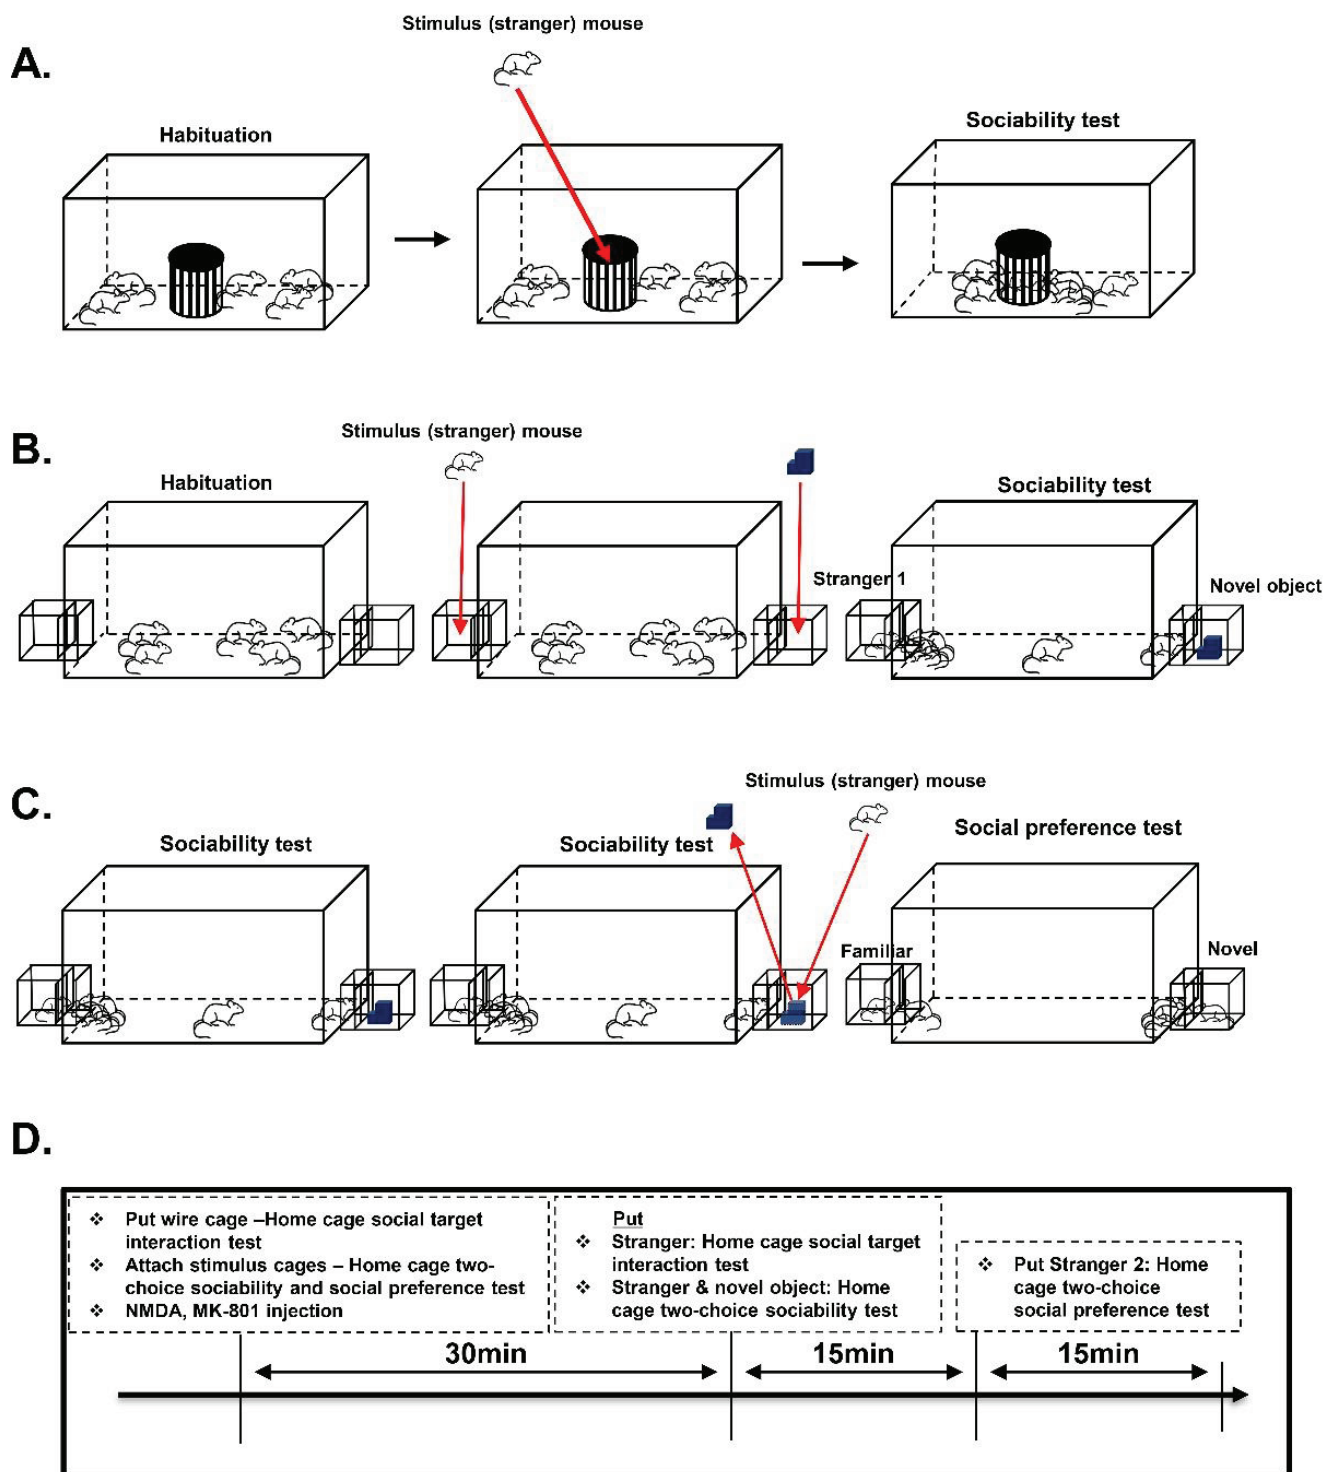 Stimulus (stranger) mouse
A.
Habituation
Sociability test
Stimulus (stranger) mouse
B.
Habituation
Sociability test
Stranger 1
Novel object
Stimulus (stranger) mouse
C.
Sociability test
Sociability test
Social preference test
Familiar
Novel
D.
❖ Put wire cage –Home cage social target
interaction test
❖ Attach stimulus cages – Home cage two-
choice sociability and social preference test
❖ NMDA, MK-801 injection
Put
❖ Stranger: Home cage social target
interaction test
❖ Stranger & novel object: Home
cage two-choice sociability test
❖ Put Stranger 2: Home
cage two-choice
social preference test
30min
15min
15min